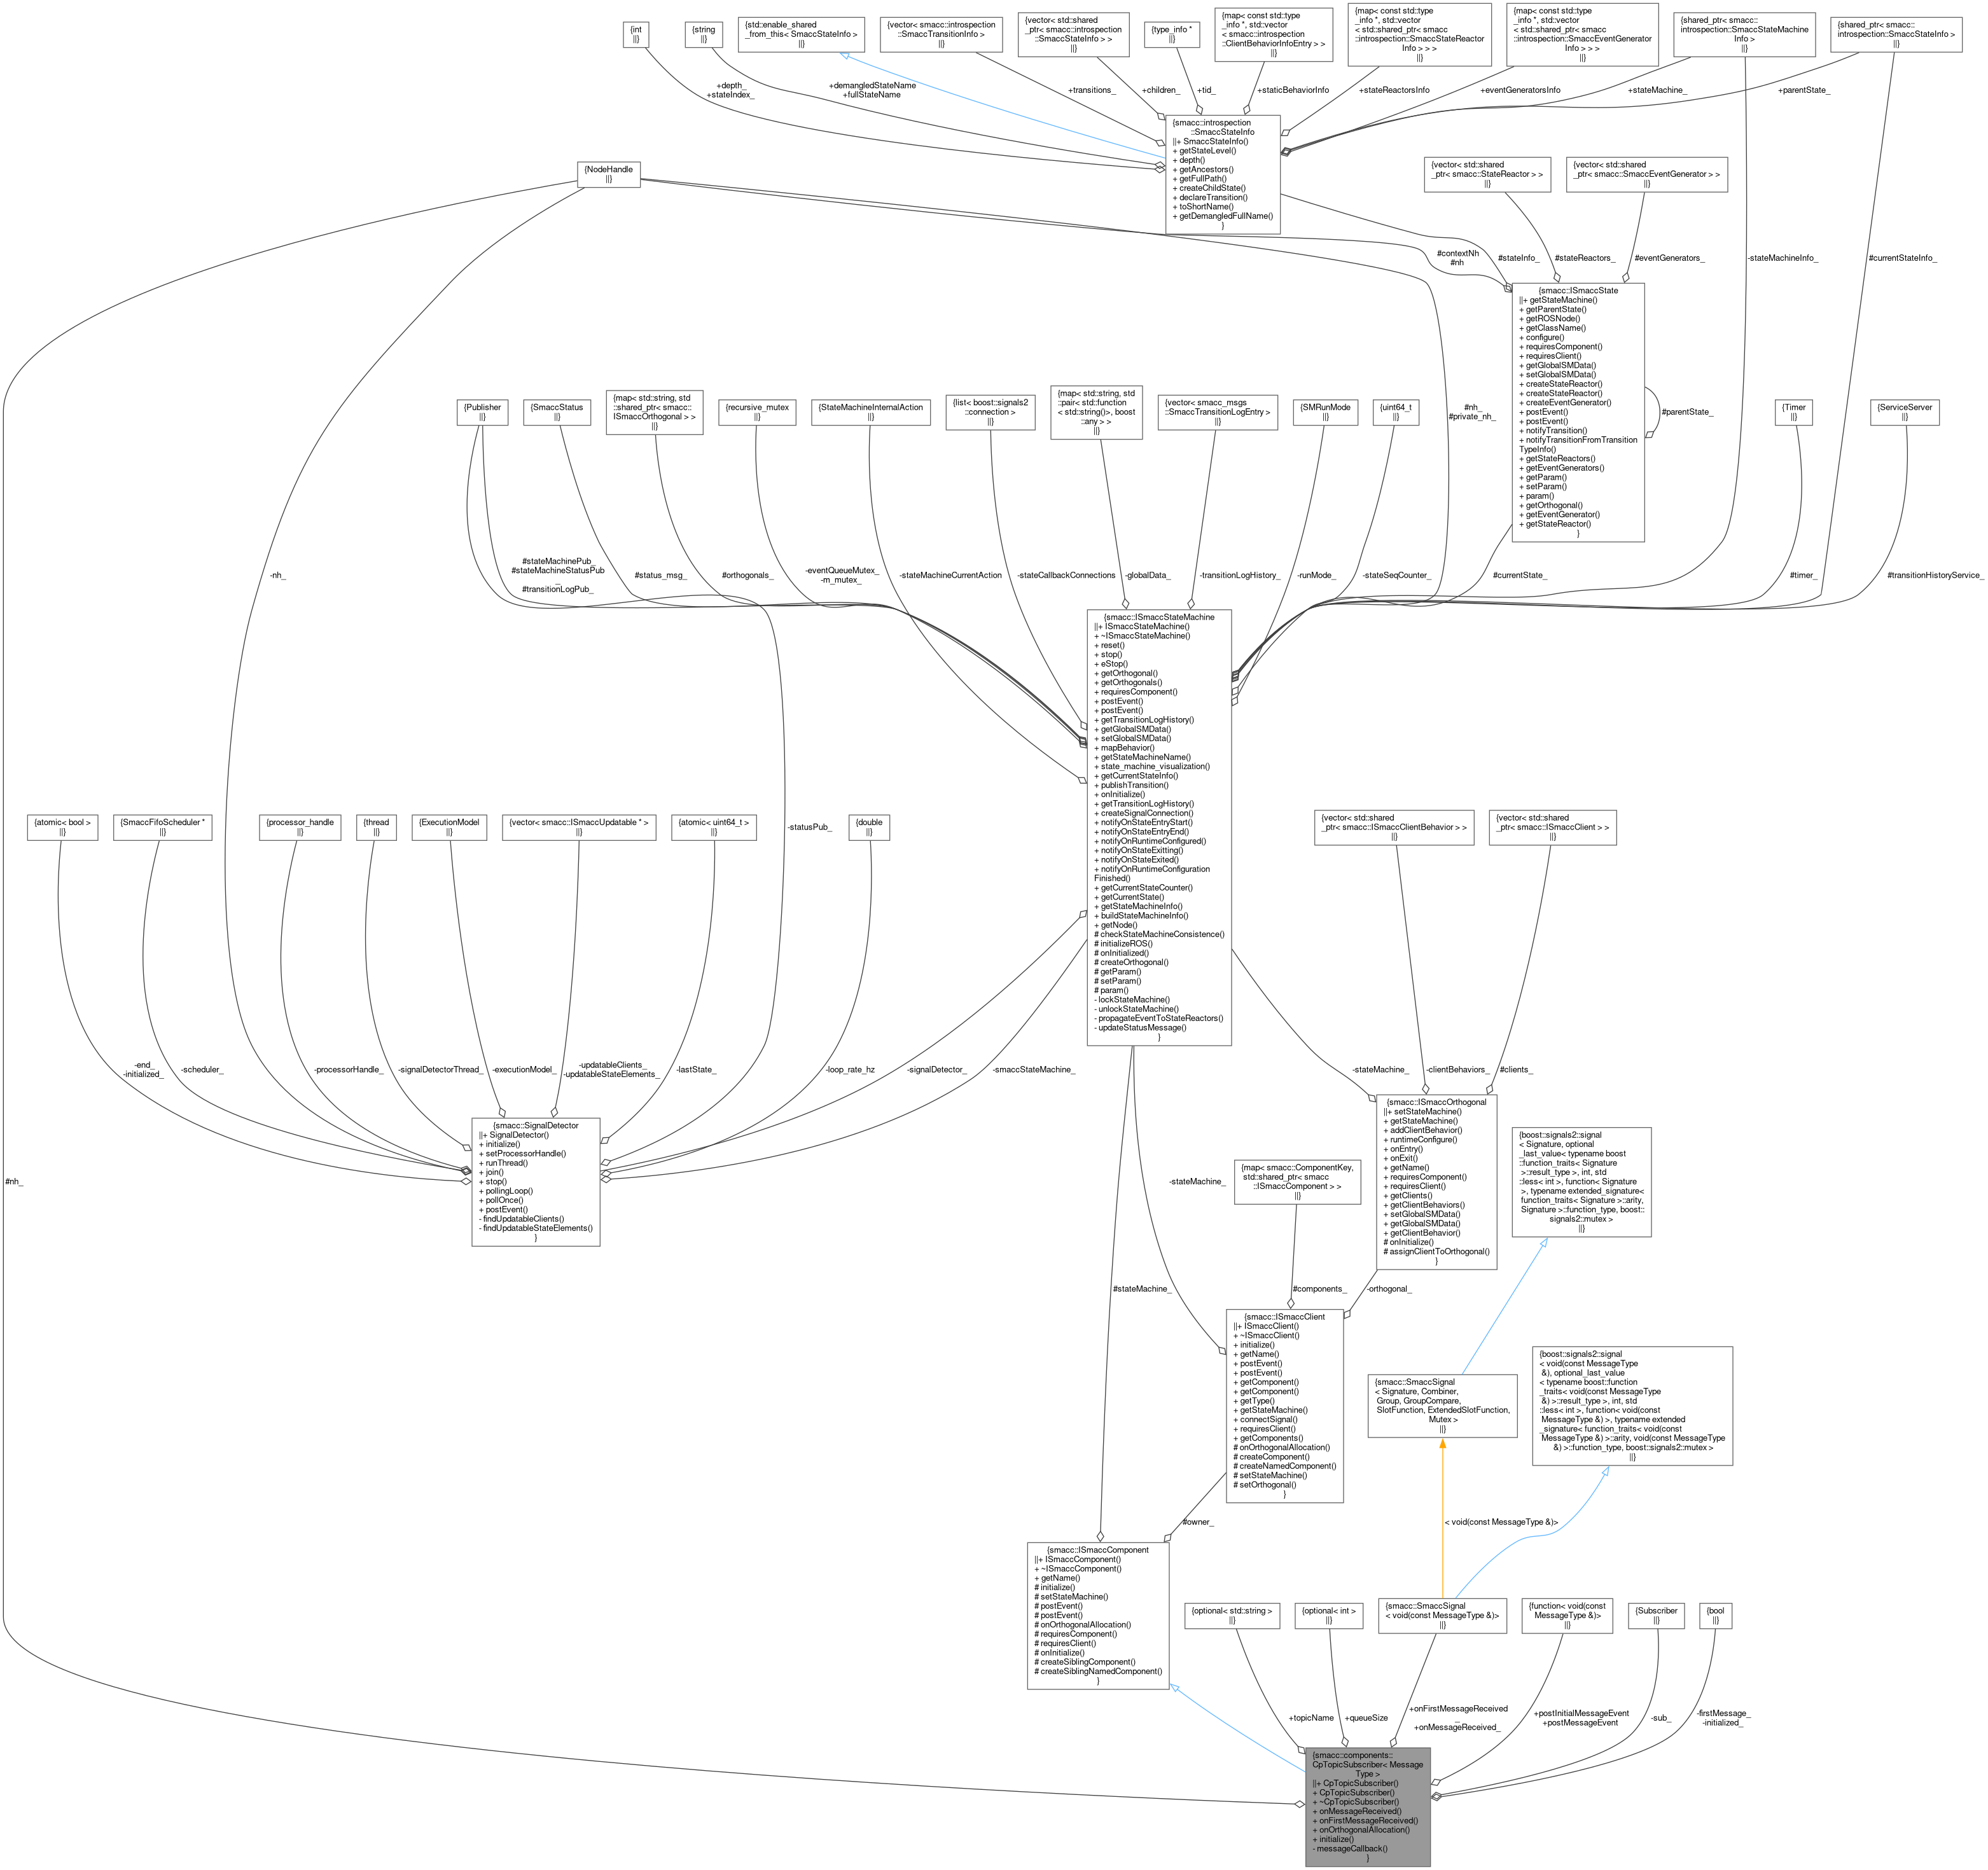 {int
||}
{string
||}
{std::enable_shared
_from_this< SmaccStateInfo >
||}
{vector< smacc::introspection
::SmaccTransitionInfo >
||}
{vector< std::shared
_ptr< smacc::introspection
::SmaccStateInfo > >
||}
{type_info *
||}
{map< const std::type
_info *, std::vector
< smacc::introspection
::ClientBehaviorInfoEntry > >
||}
{map< const std::type
_info *, std::vector
< std::shared_ptr< smacc
::introspection::SmaccStateReactor
Info > > >
||}
{map< const std::type
_info *, std::vector
< std::shared_ptr< smacc
::introspection::SmaccEventGenerator
Info > > >
||}
{shared_ptr< smacc::
introspection::SmaccStateMachine
Info >
||}
{shared_ptr< smacc::
introspection::SmaccStateInfo >
||}
+depth_
+stateIndex_
+demangledStateName
+fullStateName
+transitions_
+children_
+tid_
+staticBehaviorInfo
+stateReactorsInfo
+eventGeneratorsInfo
+stateMachine_
+parentState_
{smacc::introspection
::SmaccStateInfo
||+ SmaccStateInfo()
+ getStateLevel()
+ depth()
+ getAncestors()
+ getFullPath()
+ createChildState()
+ declareTransition()
+ toShortName()
+ getDemangledFullName()
}
{NodeHandle
||}
{vector< std::shared
_ptr< smacc::StateReactor > >
||}
{vector< std::shared
_ptr< smacc::SmaccEventGenerator > >
||}
#contextNh
#nh
#stateInfo_
#stateReactors_
#eventGenerators_
-stateMachineInfo_
#currentStateInfo_
{smacc::ISmaccState
||+ getStateMachine()
+ getParentState()
+ getROSNode()
+ getClassName()
+ configure()
+ requiresComponent()
+ requiresClient()
+ getGlobalSMData()
+ setGlobalSMData()
+ createStateReactor()
+ createStateReactor()
+ createEventGenerator()
+ postEvent()
+ postEvent()
+ notifyTransition()
+ notifyTransitionFromTransition
TypeInfo()
+ getStateReactors()
+ getEventGenerators()
+ getParam()
+ setParam()
+ param()
+ getOrthogonal()
+ getEventGenerator()
+ getStateReactor()
}
#parentState_
{Publisher
||}
{SmaccStatus
||}
{map< std::string, std
::shared_ptr< smacc::
ISmaccOrthogonal > >
||}
{recursive_mutex
||}
{StateMachineInternalAction
||}
{list< boost::signals2
::connection >
||}
{map< std::string, std
::pair< std::function
< std::string()>, boost
::any > >
||}
{vector< smacc_msgs
::SmaccTransitionLogEntry >
||}
{SMRunMode
||}
{uint64_t
||}
#nh_
#private_nh_
{Timer
||}
{ServiceServer
||}
-nh_
#stateMachinePub_
#stateMachineStatusPub
_
#transitionLogPub_
#status_msg_
#orthogonals_
-eventQueueMutex_
-m_mutex_
-stateMachineCurrentAction
-stateCallbackConnections
-globalData_
-transitionLogHistory_
-runMode_
-stateSeqCounter_
#currentState_
#timer_
#transitionHistoryService_
{smacc::ISmaccStateMachine
||+ ISmaccStateMachine()
+ ~ISmaccStateMachine()
+ reset()
+ stop()
+ eStop()
+ getOrthogonal()
+ getOrthogonals()
+ requiresComponent()
+ postEvent()
+ postEvent()
+ getTransitionLogHistory()
+ getGlobalSMData()
+ setGlobalSMData()
+ mapBehavior()
+ getStateMachineName()
+ state_machine_visualization()
+ getCurrentStateInfo()
+ publishTransition()
+ onInitialize()
+ getTransitionLogHistory()
+ createSignalConnection()
+ notifyOnStateEntryStart()
+ notifyOnStateEntryEnd()
+ notifyOnRuntimeConfigured()
+ notifyOnStateExitting()
+ notifyOnStateExited()
+ notifyOnRuntimeConfiguration
Finished()
+ getCurrentStateCounter()
+ getCurrentState()
+ getStateMachineInfo()
+ buildStateMachineInfo()
+ getNode()
# checkStateMachineConsistence()
# initializeROS()
# onInitialized()
# createOrthogonal()
# getParam()
# setParam()
# param()
- lockStateMachine()
- unlockStateMachine()
- propagateEventToStateReactors()
- updateStatusMessage()
}
{atomic< bool >
||}
{SmaccFifoScheduler *
||}
{processor_handle
||}
{thread
||}
{ExecutionModel
||}
{vector< smacc::ISmaccUpdatable * >
||}
{atomic< uint64_t >
||}
{double
||}
-statusPub_
{vector< std::shared
_ptr< smacc::ISmaccClientBehavior > >
||}
{vector< std::shared
_ptr< smacc::ISmaccClient > >
||}
-end_
-initialized_
-scheduler_
-processorHandle_
-signalDetectorThread_
-executionModel_
-updatableClients_
-updatableStateElements_
-lastState_
-loop_rate_hz
-signalDetector_
-smaccStateMachine_
-stateMachine_
-clientBehaviors_
#clients_
{smacc::SignalDetector
||+ SignalDetector()
+ initialize()
+ setProcessorHandle()
+ runThread()
+ join()
+ stop()
+ pollingLoop()
+ pollOnce()
+ postEvent()
- findUpdatableClients()
- findUpdatableStateElements()
}
{smacc::ISmaccOrthogonal
||+ setStateMachine()
+ getStateMachine()
+ addClientBehavior()
+ runtimeConfigure()
+ onEntry()
+ onExit()
+ getName()
+ requiresComponent()
+ requiresClient()
+ getClients()
+ getClientBehaviors()
+ setGlobalSMData()
+ getGlobalSMData()
+ getClientBehavior()
# onInitialize()
# assignClientToOrthogonal()
}
{boost::signals2::signal
< Signature, optional
_last_value< typename boost
::function_traits< Signature
>::result_type >, int, std
::less< int >, function< Signature
>, typename extended_signature<
function_traits< Signature >::arity,
Signature >::function_type, boost::
signals2::mutex >
||}
#nh_
-stateMachine_
{map< smacc::ComponentKey,
std::shared_ptr< smacc
::ISmaccComponent > >
||}
#stateMachine_
#components_
-orthogonal_
{smacc::ISmaccClient
||+ ISmaccClient()
+ ~ISmaccClient()
+ initialize()
+ getName()
+ postEvent()
+ postEvent()
+ getComponent()
+ getComponent()
+ getType()
+ getStateMachine()
+ connectSignal()
+ requiresClient()
+ getComponents()
# onOrthogonalAllocation()
# createComponent()
# createNamedComponent()
# setStateMachine()
# setOrthogonal()
}
{smacc::SmaccSignal
< Signature, Combiner,
Group, GroupCompare,
SlotFunction, ExtendedSlotFunction,
Mutex >
||}
{boost::signals2::signal
< void(const MessageType
&), optional_last_value
< typename boost::function
_traits< void(const MessageType
&) >::result_type >, int, std
::less< int >, function< void(const
MessageType &) >, typename extended
_signature< function_traits< void(const
MessageType &) >::arity, void(const MessageType
&) >::function_type, boost::signals2::mutex >
||}
#owner_
< void(const MessageType &)>
{smacc::ISmaccComponent
||+ ISmaccComponent()
+ ~ISmaccComponent()
+ getName()
# initialize()
# setStateMachine()
# postEvent()
# postEvent()
# onOrthogonalAllocation()
# requiresComponent()
# requiresClient()
# onInitialize()
# createSiblingComponent()
# createSiblingNamedComponent()
}
{optional< std::string >
||}
{optional< int >
||}
{smacc::SmaccSignal
< void(const MessageType &)>
||}
{function< void(const
MessageType &)>
||}
{Subscriber
||}
{bool
||}
+topicName
+queueSize
+onFirstMessageReceived
_
+onMessageReceived_
+postInitialMessageEvent
+postMessageEvent
-sub_
-firstMessage_
-initialized_
{smacc::components::
CpTopicSubscriber< Message
Type >
||+ CpTopicSubscriber()
+ CpTopicSubscriber()
+ ~CpTopicSubscriber()
+ onMessageReceived()
+ onFirstMessageReceived()
+ onOrthogonalAllocation()
+ initialize()
- messageCallback()
}